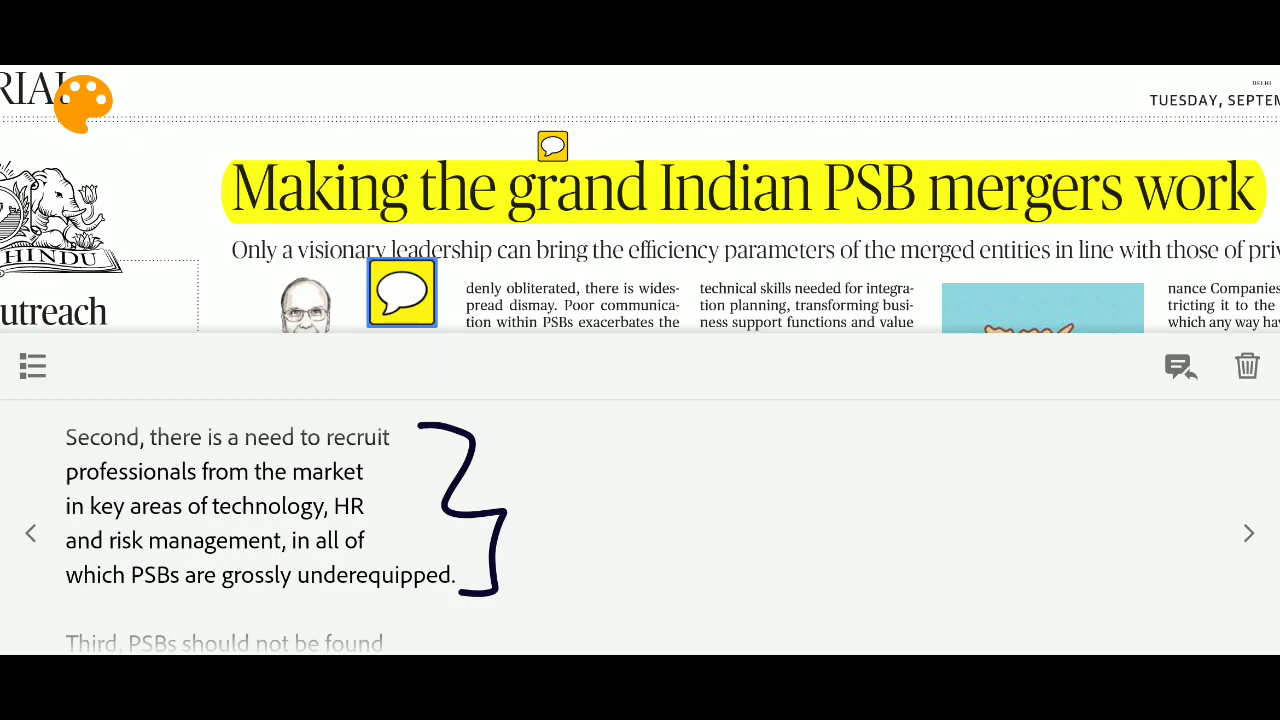 DELHI
TUESDAY, SEPTEM
Making the grand Indian PSB mergers work
Only a visionary leadership can bring the efficiency parameters of the merged entities in line with those of priv
HINDU
utreach
denly obliterated, there is wides-
pread dismay. Poor communica-
tion within PSBs exacerbates the
technical skills needed for integra-
tion planning, transforming busi-
ness support functions and value
nance Companies
tricting it to the
which any way hav
Second, there is a need to recruit
professionals from the market
in key areas of technology, HR
and risk management, in all of
which PSBs are grossly underequipped.
Third, PSBs should not be found